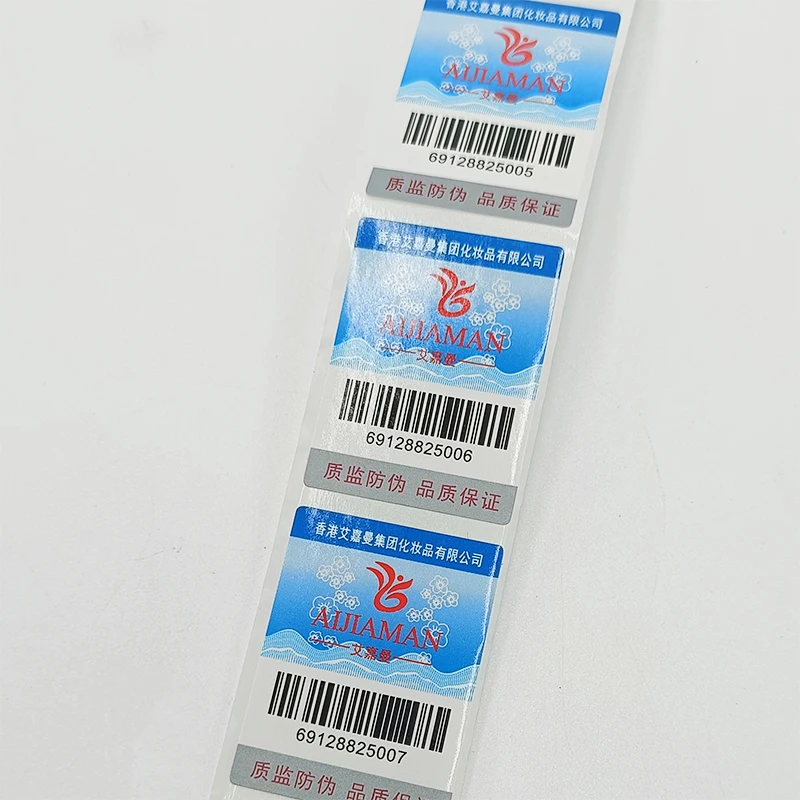 香港艾嘉曼集团化妆品有限公司
AIJIAMAN
艾嘉曼
69128825005
质监防伪 品质保证
香港艾嘉曼集团化妆品有限公司
AIJIAMAN
艾嘉曼
69128825006
质监防伪 品质保证
香港艾嘉曼集团化妆品有限公司
AIJIAMAN
艾嘉曼
69128825007
质监防伪 品质保证